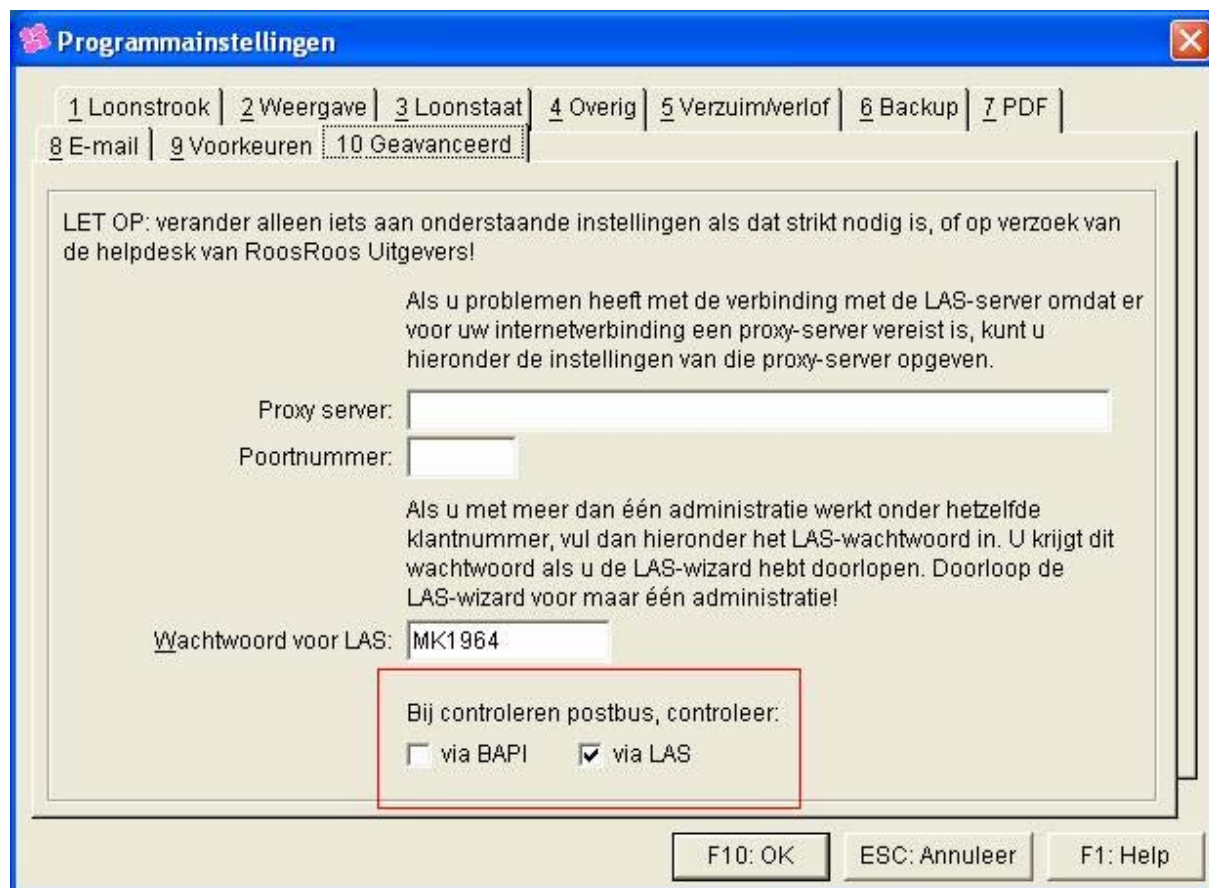 Programmainstellingen
1 Loonstrook 2 Weergave 3 Loonstaat 4 Overig 5 Verzuim/verlof 6 Backup 7 PDF
8 E-mail 9 Voorkeuren 10 Geavanceerd
LET OP: verander alleen iets aan onderstaande instellingen als dat strikt nodig is, of op verzoek van
de helpdesk van RoosRoos Uitgevers!
Als u problemen heeft met de verbinding met de LAS-server omdat er
voor uw internetverbinding een proxy-server vereist is, kunt u
hieronder de instellingen van die proxy-server opgeven.
Proxy server:
Poortnummer:
Als u met meer dan één administratie werkt onder hetzelfde
klantnummer, vul dan hieronder het LAS-wachtwoord in. U krijgt dit
wachtwoord als u de LAS-wizard hebt doorlopen. Doorloop de
LAS-wizard voor maar één administratie!
Wachtwoord voor LAS: MK1964
Bij controleren postbus, controleer:
via BAPI via LAS
F10: OK ESC: Annuleer F1: Help